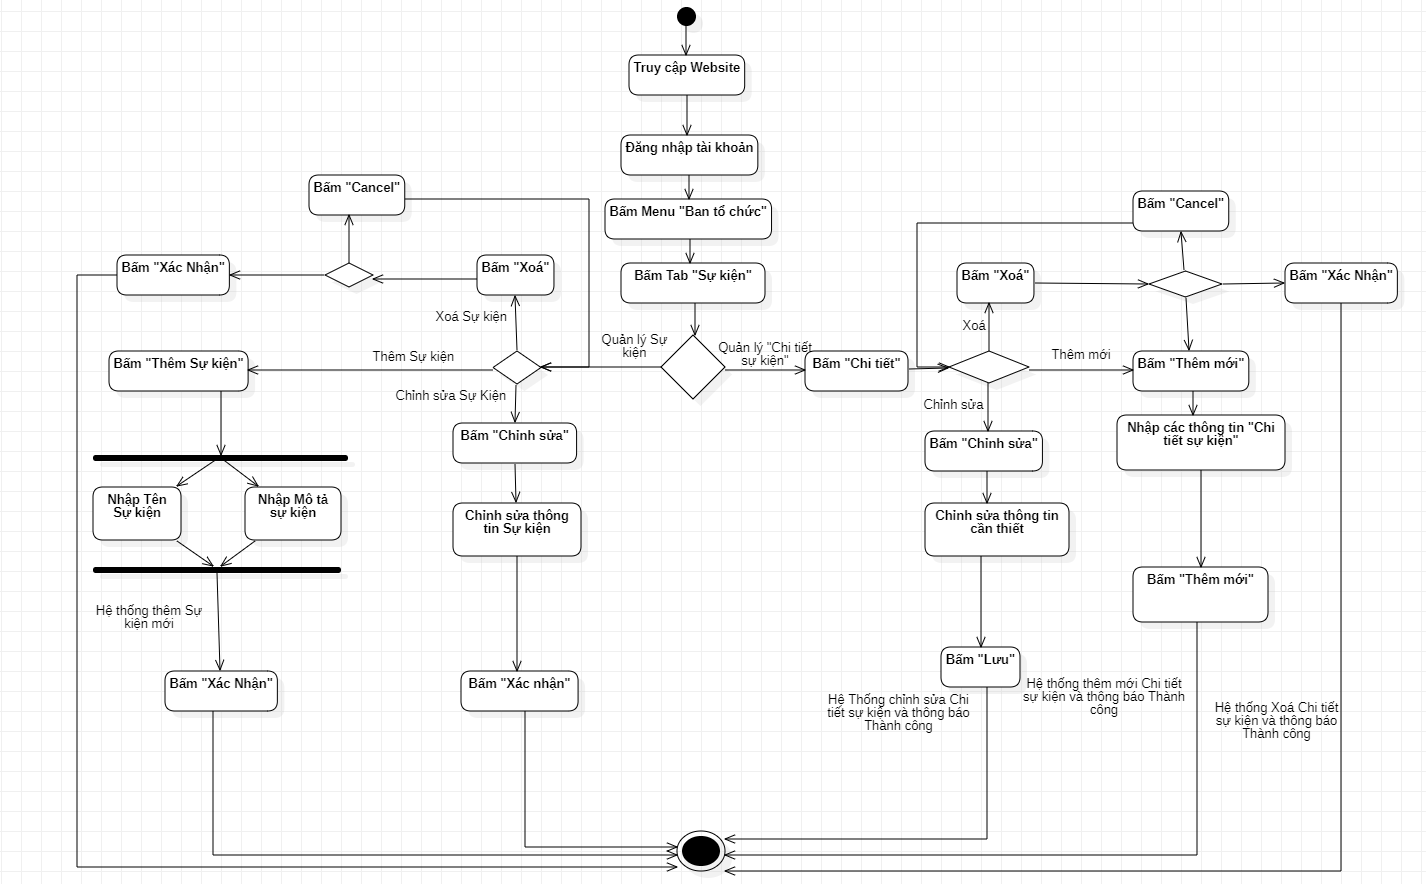 Truy cập Website
Đăng nhập tài khoản
Bấm Menu "Ban tổ chức"
Bấm Tab "Sự kiện"
Quản lý Sự
kiện
Quản lý "Chi tiết
sự kiện"
Bấm "Cancel"
Bấm "Xác Nhận"
Bấm "Xoá"
Xoá Sự kiện
Thêm Sự kiện
Chỉnh sửa Sự Kiện
Bấm "Thêm Sự kiện"
Nhập Tên
Sự kiện
Nhập Mô tả
sự kiện
Hệ thống thêm Sự
kiện mới
Bấm "Xác Nhận"
Bấm "Chỉnh sửa"
Chỉnh sửa thông
tin Sự kiện
Bấm "Xác nhận"
Bấm "Chi tiết"
Bấm "Xoá"
Xoá
Bấm "Cancel"
Bấm "Xác Nhận"
Thêm mới
Bấm "Thêm mới"
Chỉnh sửa
Bấm "Chỉnh sửa"
Nhập các thông tin "Chi
tiết sự kiện"
Chỉnh sửa thông tin
cần thiết
Bấm "Thêm mới"
Bấm "Lưu"
Hệ Thống chỉnh sửa Chi
tiết sự kiện và thông báo
Thành công
Hệ thống thêm mới Chi tiết
sự kiện và thông báo Thành
công
Hệ thống Xoá Chi tiết
sự kiện và thông báo
Thành công